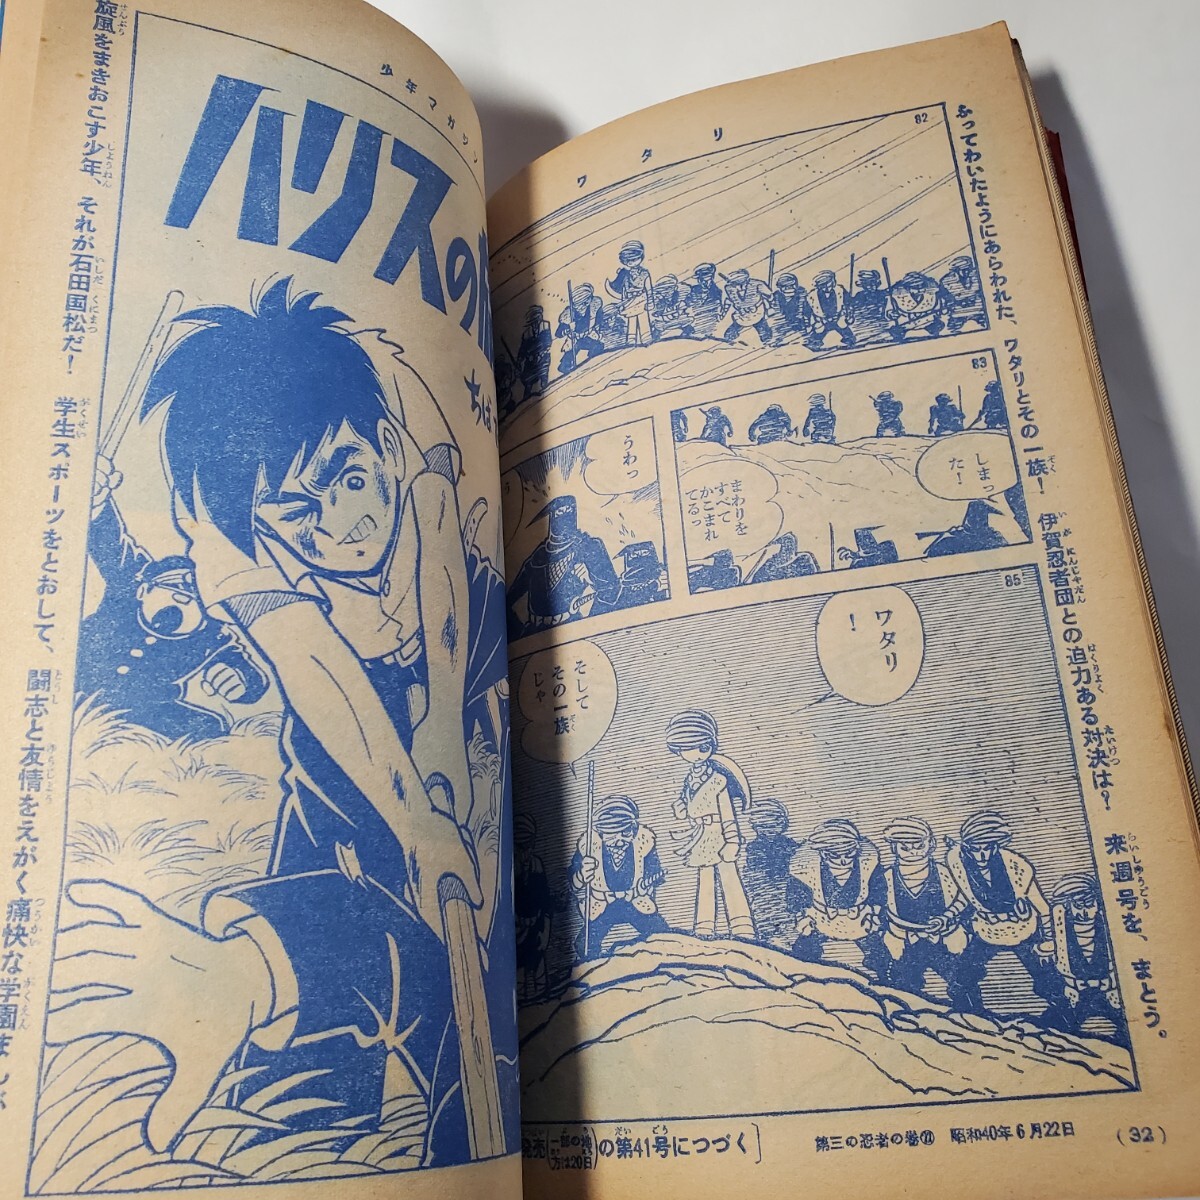 ふってわいたようにあらわれた、ワタリとその一族！　伊賀忍者団との迫力ある対決は？　来週号を、まとう。
ワタリ
82
83
しまった！
まわりを
すべて
かこまれ
てるっ
うわっ
85
ワタリ
！
そして
その一族
じゃ
の第41号につづく］
第三の忍者の巻㉑　昭和40年6月22日
（32）
少年マガジン
ハリスの
ちば
旋風をまきおこす少年、それが石田国松だ！　学生スポーツをとおして、闘志と友情をえがく痛快な学園まんが